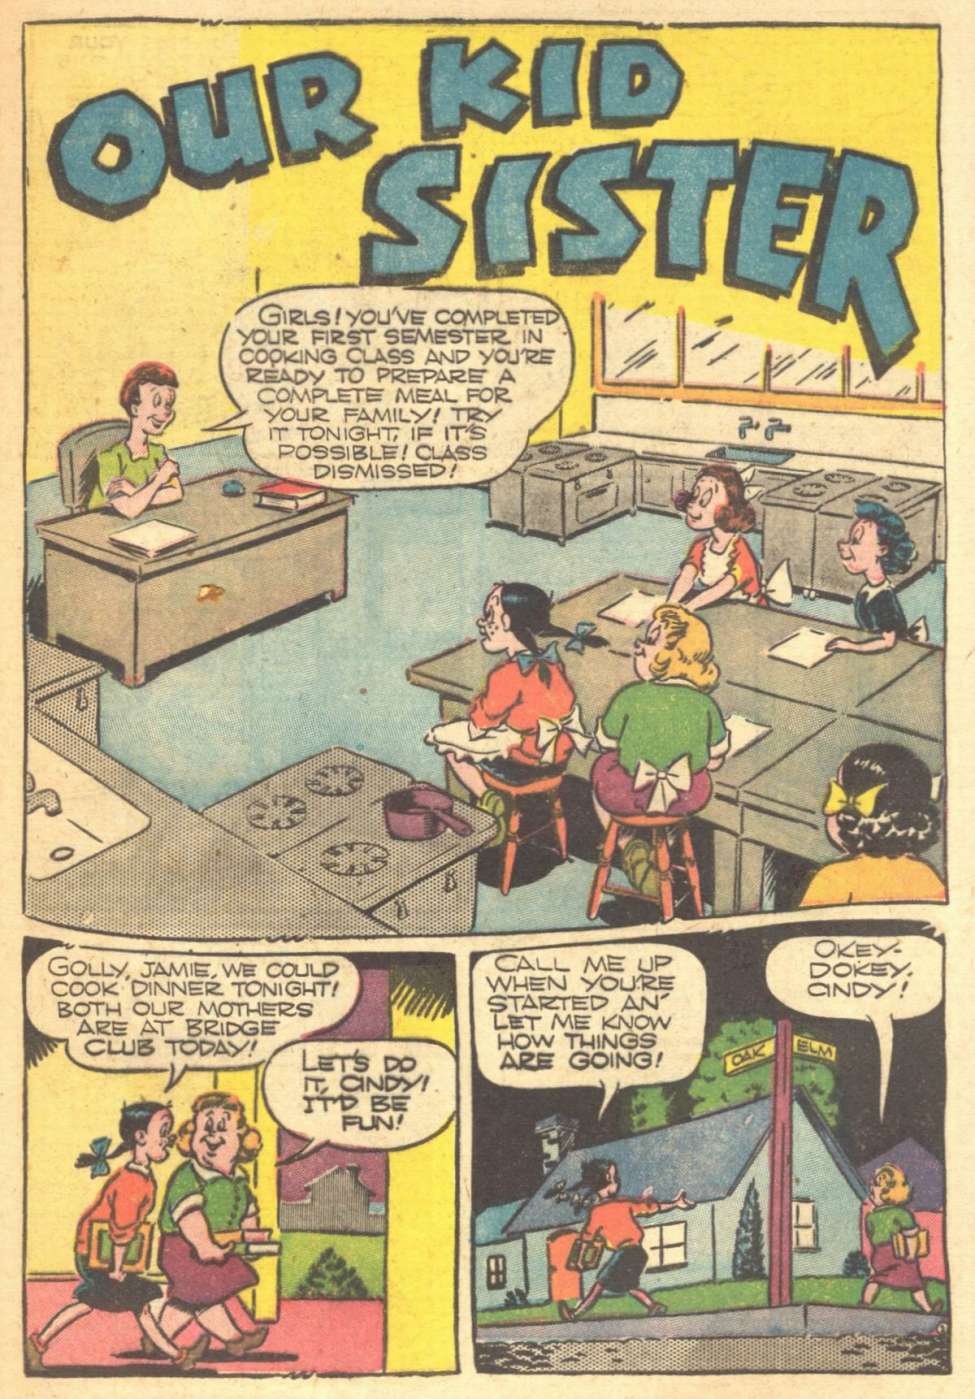 OUR KID
SISTER
GIRLS! YOU'VE COMPLETED
YOUR FIRST SEMESTER IN
COOKING CLASS AND YOU'RE
READY TO PREPARE A
COMPLETE MEAL FOR
YOUR FAMILY! TRY
IT TONIGHT, IF IT'S
POSSIBLE! CLASS
DISMISSED!
GOLLY, JAMIE, WE COULD
COOK DINNER TONIGHT!
BOTH OUR MOTHERS
ARE AT BRIDGE
CLUB TODAY!
LET'S DO
IT, CINDY!
IT'D BE
FUN!
CALL ME UP
WHEN YOU'RE
STARTED AN'
LET ME KNOW
HOW THINGS
ARE GOING!
OKEY-
DOKEY,
CINDY!
OAK
ELM